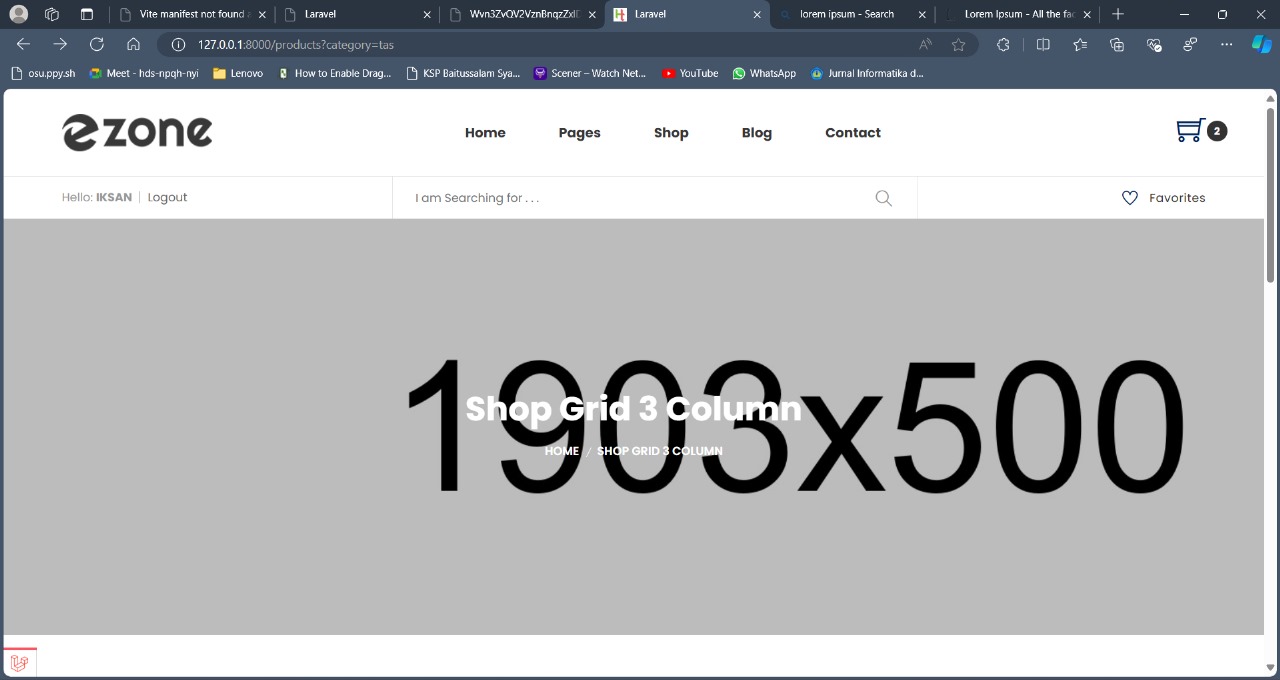 Vite manifest not found a
Laravel
Wvn3ZvQV2VznBnqzZxlD
Laravel
lorem ipsum - Search
Lorem Ipsum - All the fac
127.0.0.1:8000/products?category=tas
osu.ppy.sh
Meet - hds-npqh-nyi
Lenovo
How to Enable Drag...
KSP Baitussalam Sya...
Scener – Watch Net...
YouTube
WhatsApp
Jurnal Informatika d...
ezone
Home
Pages
Shop
Blog
Contact
2
Hello: IKSAN | Logout
I am Searching for . . .
Favorites
1903x500
Shop Grid 3 Column
HOME / SHOP GRID 3 COLUMN